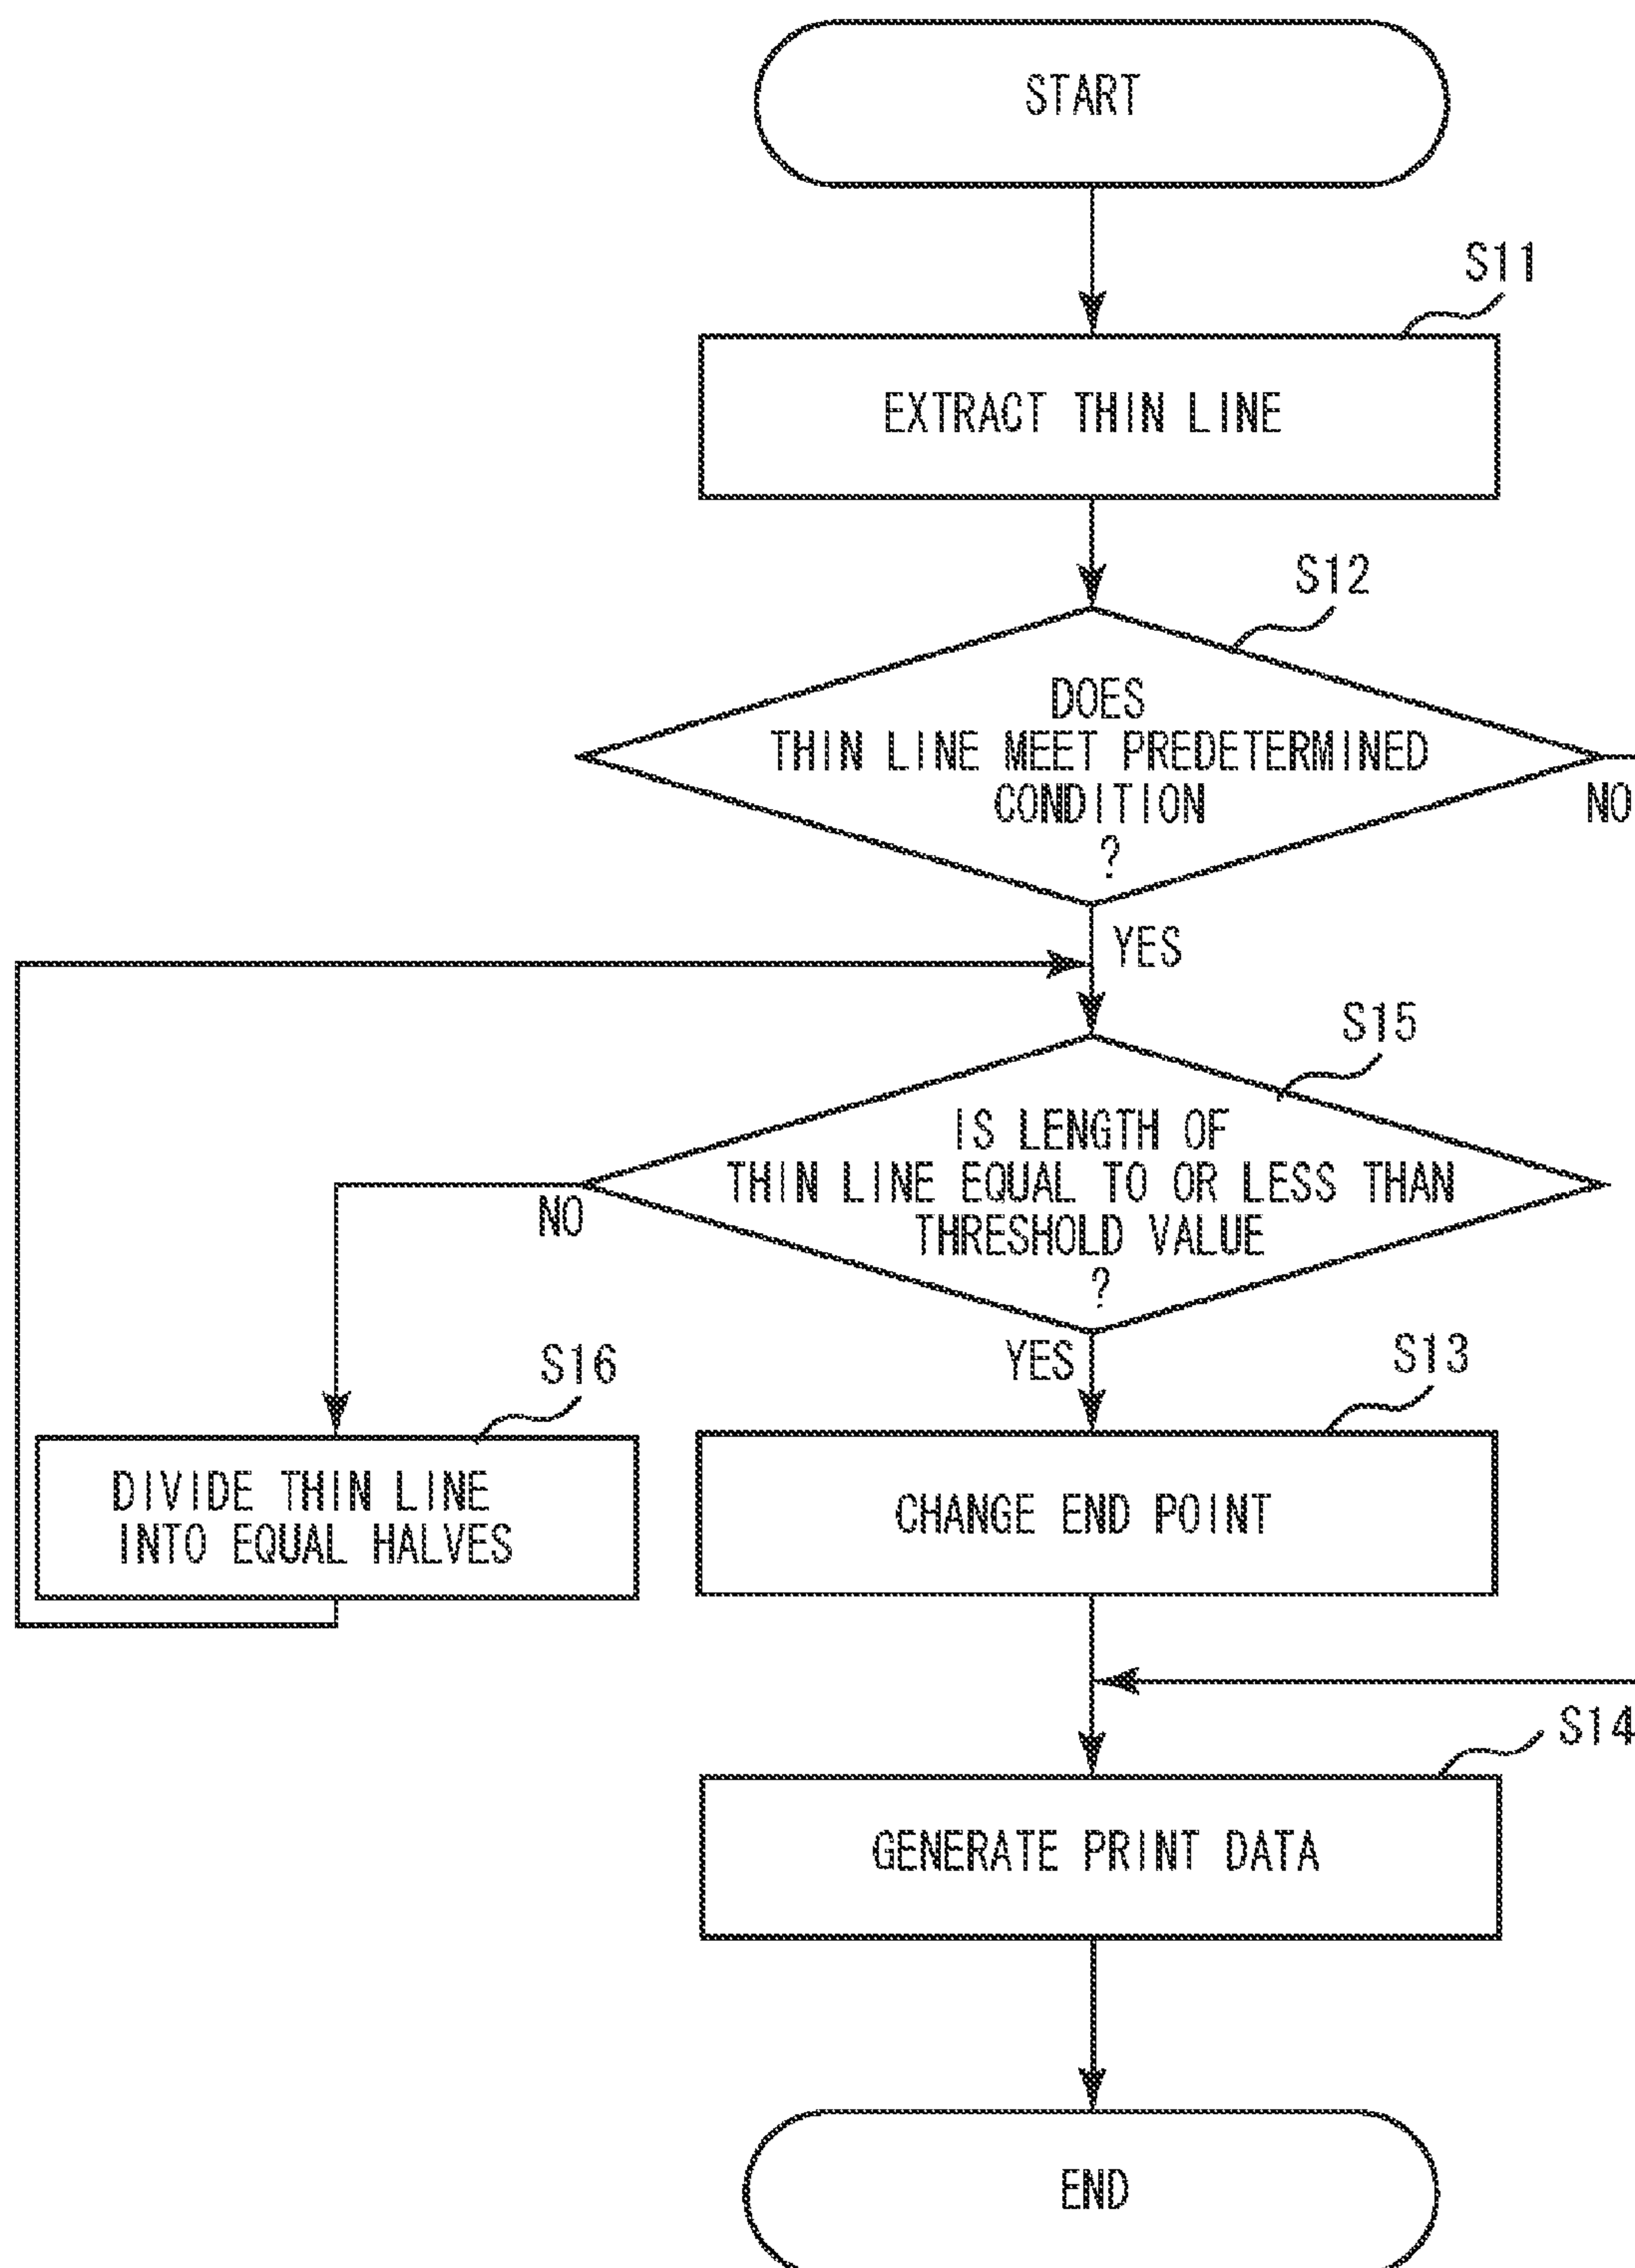 START
S11
EXTRACT THIN LINE
S12
DOES
THIN LINE MEET PREDETERMINED
CONDITION
?
NO
YES
S15
IS LENGTH OF
THIN LINE EQUAL TO OR LESS THAN
THRESHOLD VALUE
?
NO
YES
S16
DIVIDE THIN LINE
INTO EQUAL HALVES
S13
CHANGE END POINT
S14
GENERATE PRINT DATA
END